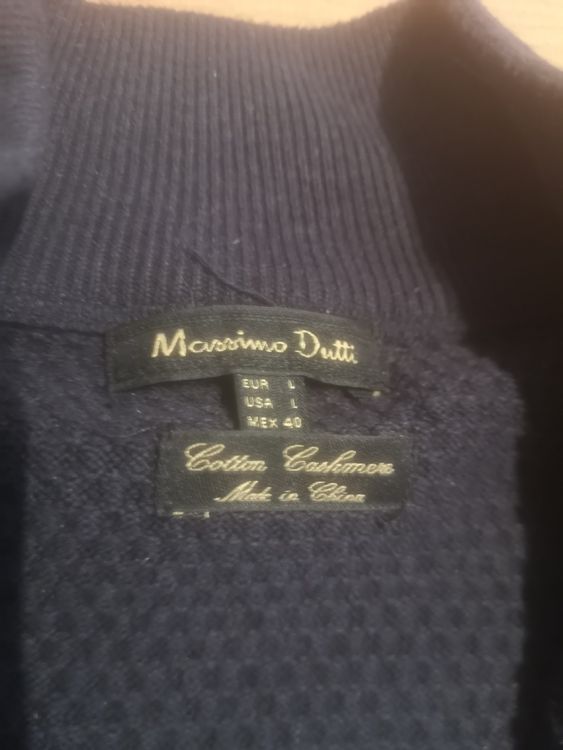 Massimo Dutti
EUR L
USA L
MEX 40
Cotton Cashmere
Made in China